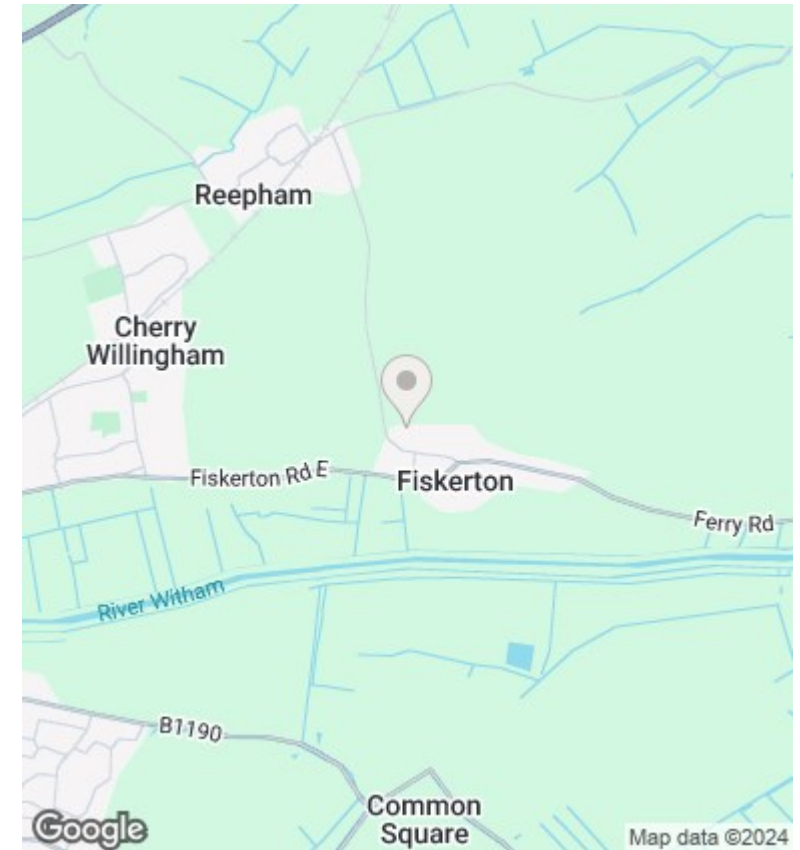 Reepham
Cherry
Willingham
Fiskerton Rd E
Fiskerton
Ferry Rd
River Witham
B1190
Common
Square
Google
Map data ©2024